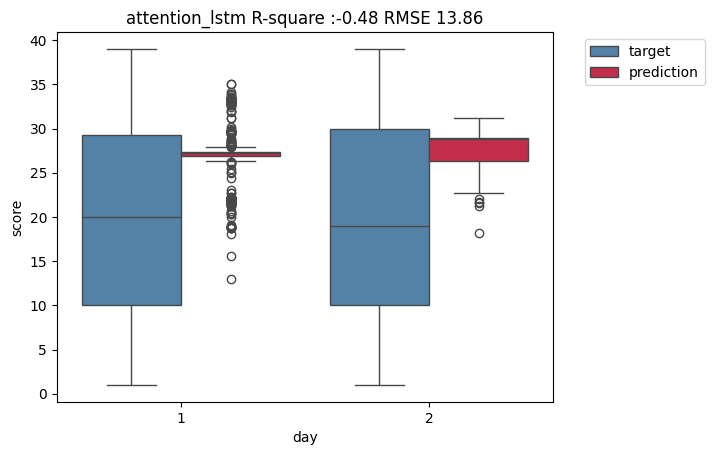 attention_lstm R-square :-0.48 RMSE 13.86
target
prediction
score
40
35
30
25
20
15
10
5
0
1
2
day